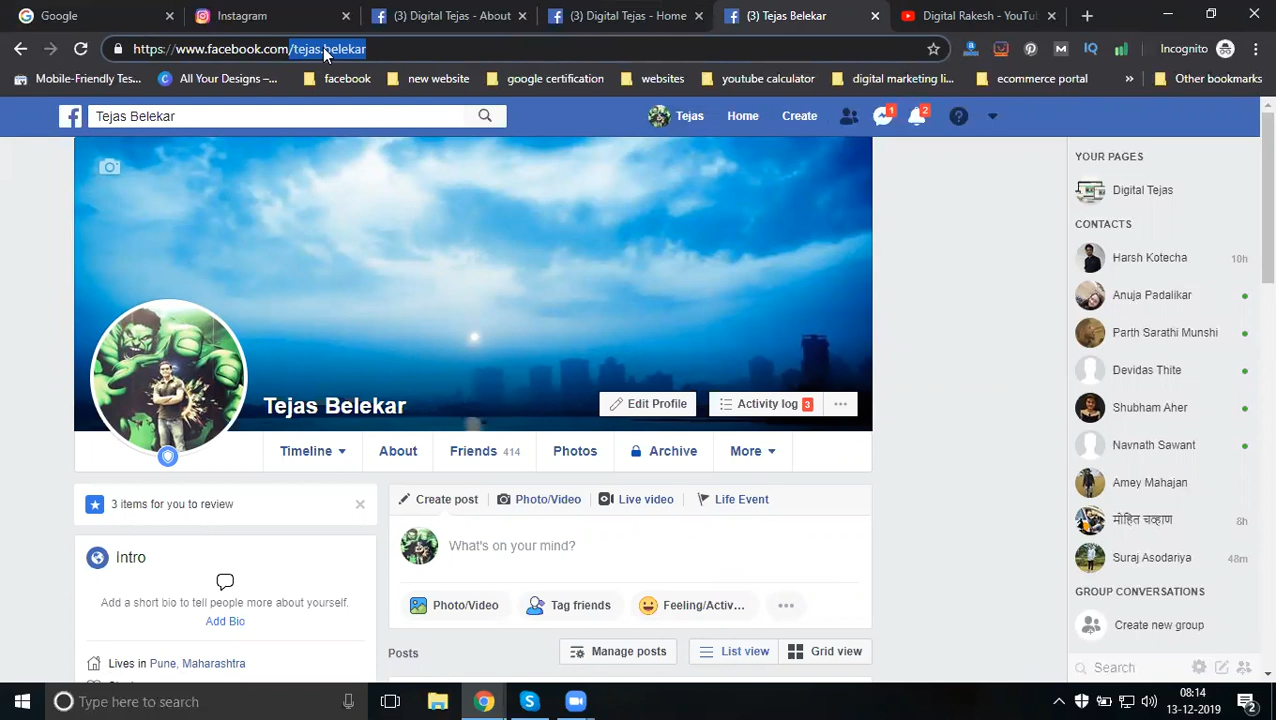 Google
Instagram
(3) Digital Tejas - About
(3) Digital Tejas - Home
(3) Tejas Belekar
Digital Rakesh - YouTu
https://www.facebook.com/tejas.belekar
Incognito
Mobile-Friendly Tes...
All Your Designs –...
facebook
new website
google certification
websites
youtube calculator
digital marketing li...
ecommerce portal
Other bookmarks
Tejas Belekar
Tejas
Home
Create
1
2
Tejas Belekar
Edit Profile
Activity log 3
Timeline
About
Friends 414
Photos
Archive
More
3 items for you to review
Intro
Add a short bio to tell people more about yourself.
Add Bio
Lives in Pune, Maharashtra
Create post
Photo/Video
Live video
Life Event
What's on your mind?
Photo/Video
Tag friends
Feeling/Activ...
Posts
Manage posts
List view
Grid view
YOUR PAGES
Digital Tejas
CONTACTS
Harsh Kotecha 10h
Anuja Padalikar
Parth Sarathi Munshi
Devidas Thite
Shubham Aher
Navnath Sawant
Amey Mahajan
मोहित चव्हाण 8h
Suraj Asodariya 48m
GROUP CONVERSATIONS
Create new group
Search
Type here to search
08:14
13-12-2019
2